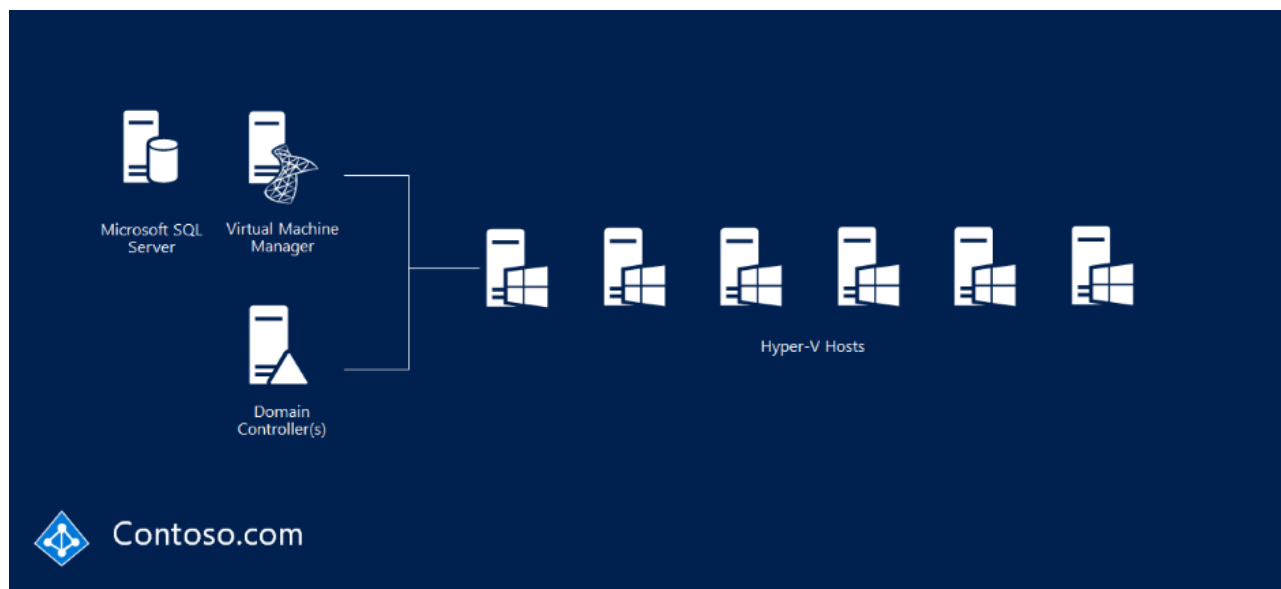 Microsoft SQL
Server
Virtual Machine
Manager
Hyper-V Hosts
Domain
Controller(s)
Contoso.com